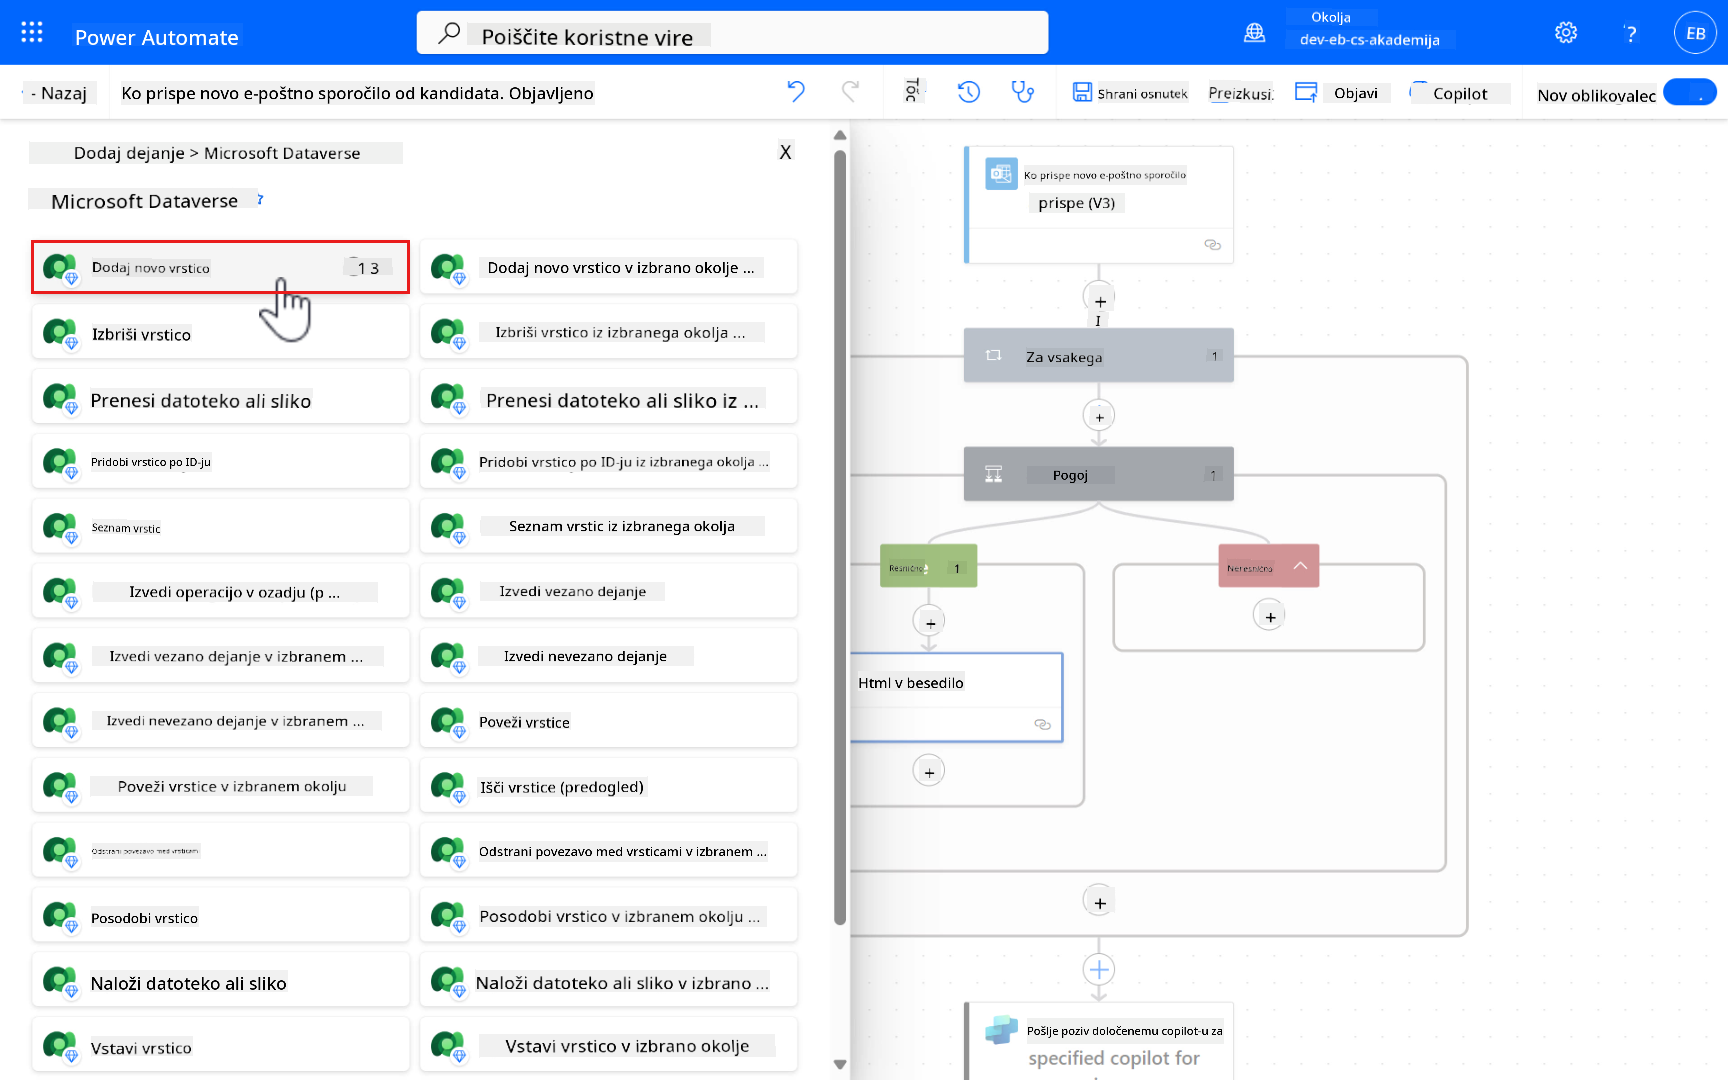 Power Automate
Poiščite koristne vire
Okolja
dev-eb-cs-akademija
?
EB
- Nazaj
Ko prispe novo e-poštno sporočilo od kandidata. Objavljeno
Shrani osnutek
Preizkusi
Objavi
Copilot
Nov oblikovalec
Dodaj dejanje > Microsoft Dataverse
X
Microsoft Dataverse
Dodaj novo vrstico
1 3
Dodaj novo vrstico v izbrano okolje ...
Izbriši vrstico
Izbriši vrstico iz izbranega okolja ...
Prenesi datoteko ali sliko
Prenesi datoteko ali sliko iz ...
Pridobi vrstico po ID-ju
Pridobi vrstico po ID-ju iz izbranega okolja ...
Seznam vrstic
Seznam vrstic iz izbranega okolja
Izvedi operacijo v ozadju (p ...
Izvedi vezano dejanje
Izvedi vezano dejanje v izbranem ...
Izvedi nevezano dejanje
Izvedi nevezano dejanje v izbranem ...
Poveži vrstice
Poveži vrstice v izbranem okolju
Išči vrstice (predogled)
Odstrani povezavo med vrsticami
Odstrani povezavo med vrsticami v izbranem ...
Posodobi vrstico
Posodobi vrstico v izbranem okolju ...
Naloži datoteko ali sliko
Naloži datoteko ali sliko v izbrano ...
Vstavi vrstico
Vstavi vrstico v izbrano okolje
Ko prispe novo e-poštno sporočilo
prispe (V3)
Za vsakega
1
Pogoj
1
Resnično
1
Neresnično
Html v besedilo
Pošlje poziv določenemu copilot-u za
specified copilot for